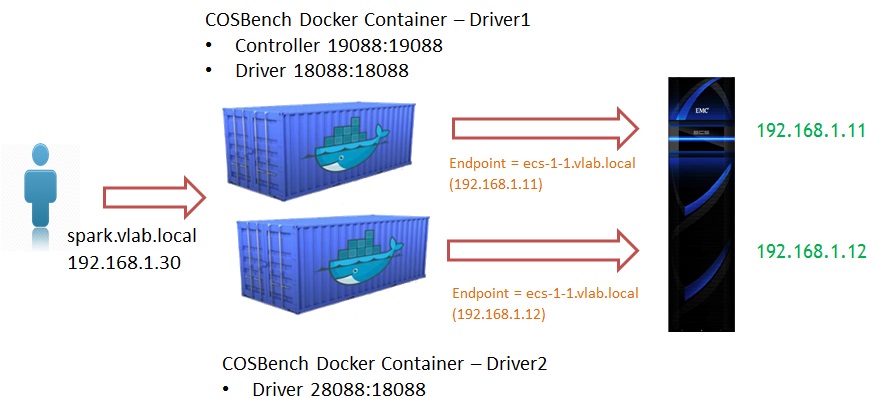 COSBench Docker Container – Driver1
• Controller 19088:19088
• Driver 18088:18088
EMC²
ECS
192.168.1.11
Endpoint = ecs-1-1.vlab.local
(192.168.1.11)
spark.vlab.local
192.168.1.30
192.168.1.12
Endpoint = ecs-1-1.vlab.local
(192.168.1.12)
COSBench Docker Container – Driver2
• Driver 28088:18088